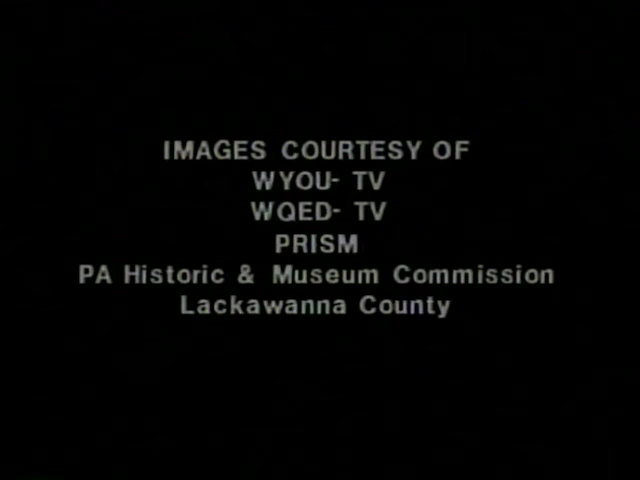 IMAGES COURTESY OF
WYOU- TV
WQED- TV
PRISM
PA Historic & Museum Commission
Lackawanna County